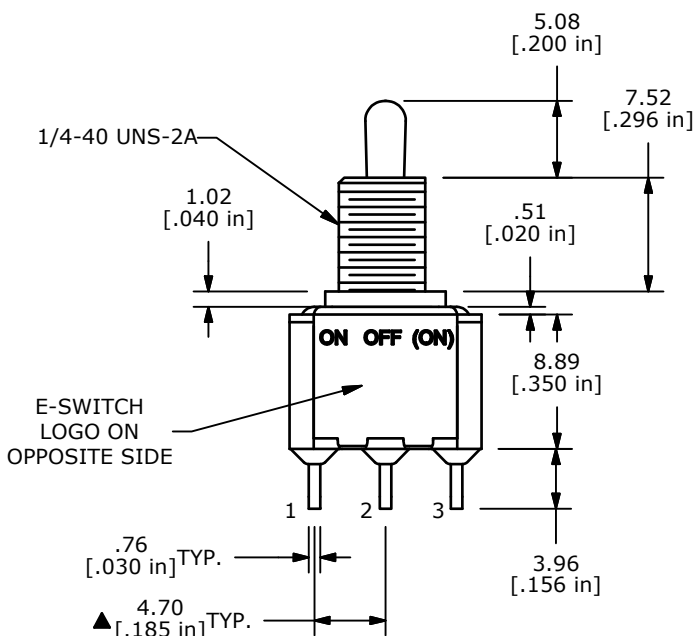 5.08
[.200 in]
7.52
[.296 in]
1/4-40 UNS-2A
1.02
[.040 in]
.51
[.020 in]
ON OFF (ON)
8.89
[.350 in]
E-SWITCH
LOGO ON
OPPOSITE SIDE
1 2 3
.76
[.030 in] TYP.
3.96
[.156 in]
▲ 4.70
[.185 in] TYP.